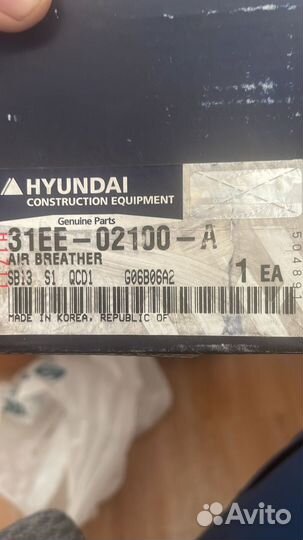 HYUNDAI
CONSTRUCTION EQUIPMENT
Genuine Parts
31EE-02100-A
AIR BREATHER
SB13 S1 QCD1 G06B06A2
1 EA
MADE IN KOREA, REPUBLIC OF
Avito